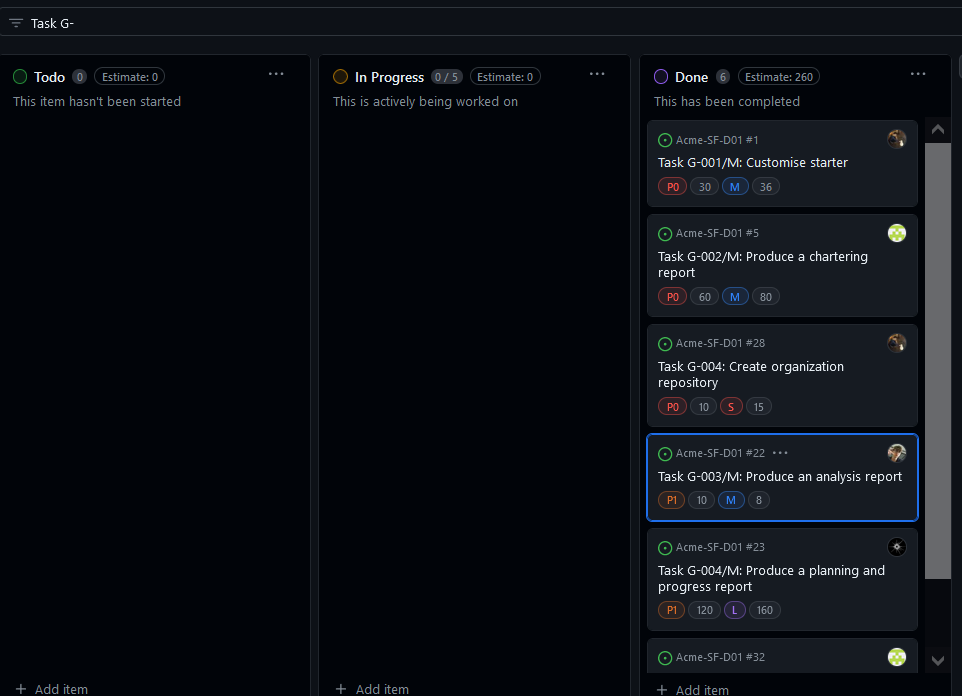 Task G-
Todo 0 Estimate: 0
This item hasn't been started
In Progress 0 / 5 Estimate: 0
This is actively being worked on
Done 6 Estimate: 260
This has been completed
Acme-SF-D01 #1
Task G-001/M: Customise starter
P0 30 M 36
Acme-SF-D01 #5
Task G-002/M: Produce a chartering
report
P0 60 M 80
Acme-SF-D01 #28
Task G-004: Create organization
repository
P0 10 S 15
Acme-SF-D01 #22
Task G-003/M: Produce an analysis report
P1 10 M 8
Acme-SF-D01 #23
Task G-004/M: Produce a planning and
progress report
P1 120 L 160
Acme-SF-D01 #32
+ Add item
+ Add item
+ Add item